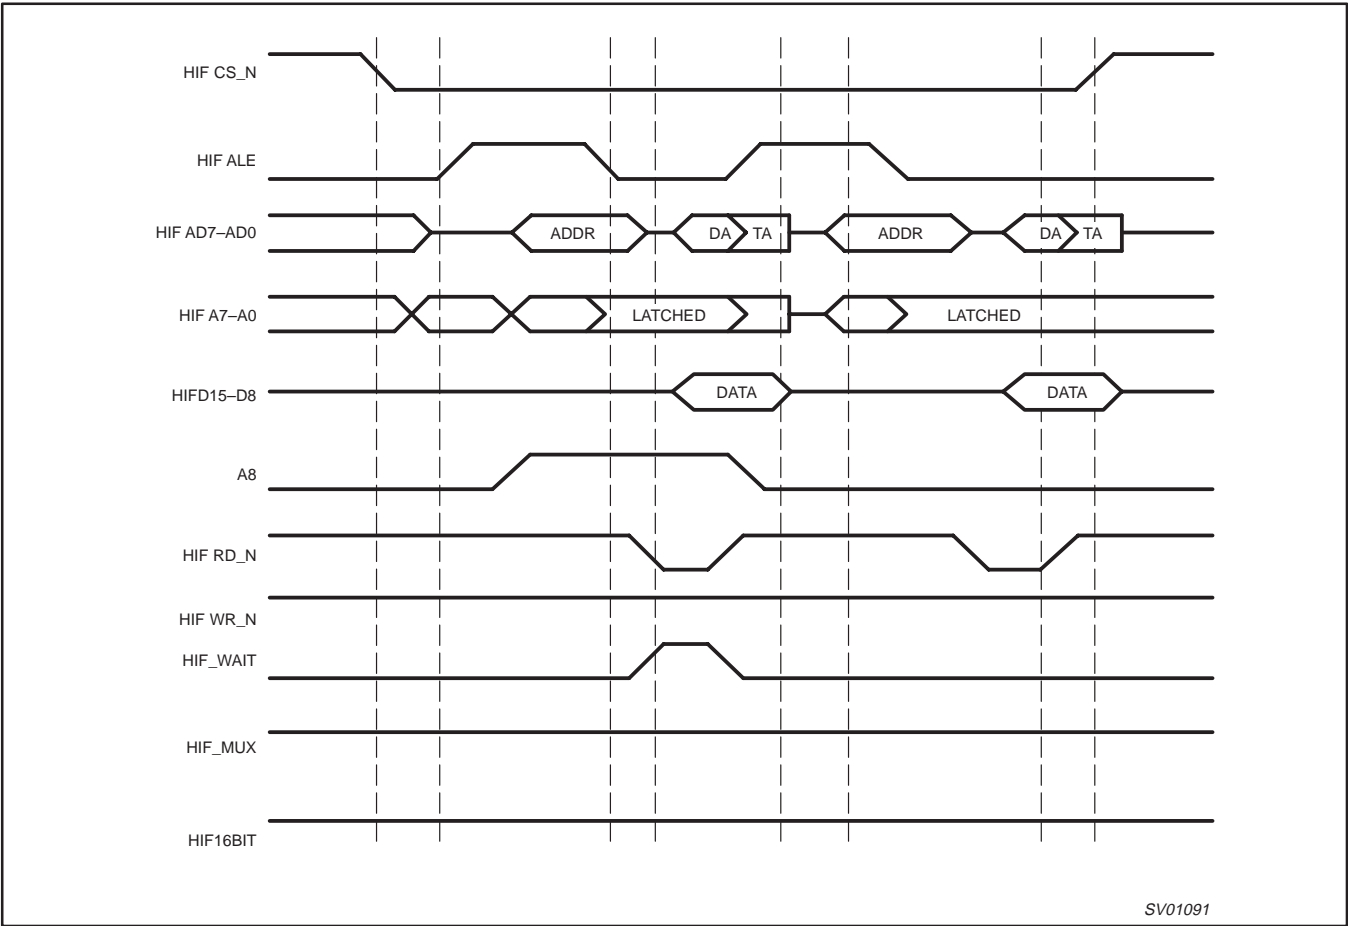 HIF CS_N
HIF ALE
HIF AD7–AD0 ADDR DA TA ADDR DA TA
HIF A7–A0 LATCHED LATCHED
HIFD15–D8 DATA DATA
A8
HIF RD_N
HIF WR_N
HIF_WAIT
HIF_MUX
HIF16BIT
SV01091